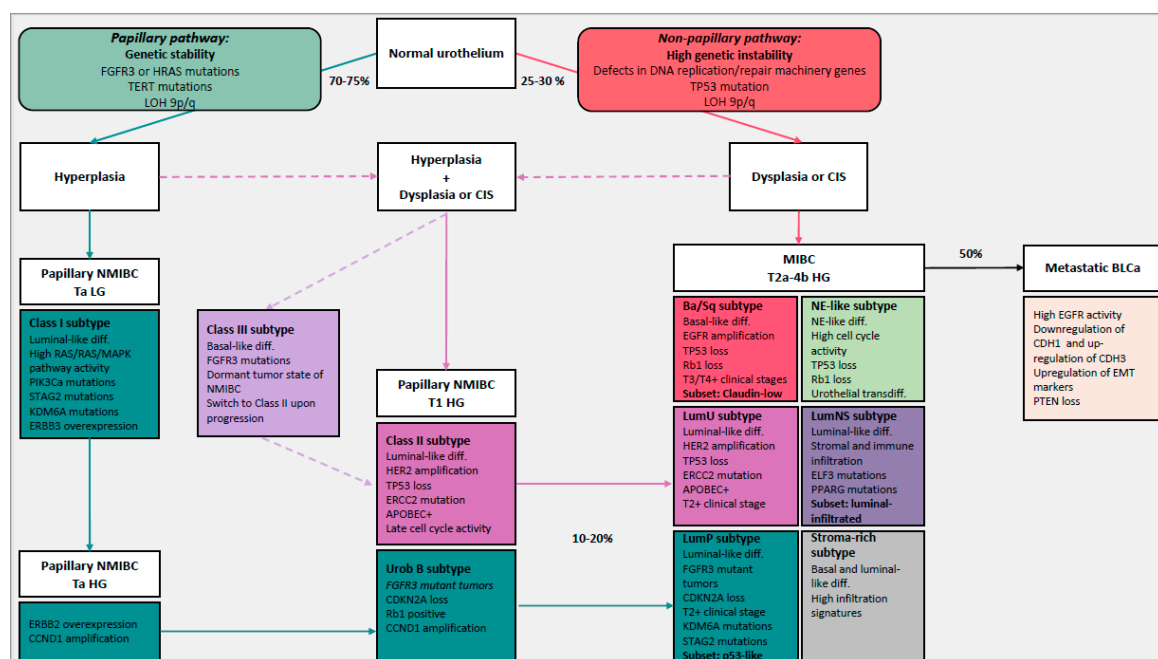 Papillary pathway:
Genetic stability
FGFR3 or HRAS mutations
TERT mutations
LOH 9p/q
Normal urothelium
Non-papillary pathway:
High genetic instability
Defects in DNA replication/repair machinery genes
TP53 mutation
LOH 9p/q
70-75%
25-30 %
Hyperplasia
Hyperplasia
+
Dysplasia or CIS
Dysplasia or CIS
Papillary NMIBC
Ta LG
Class I subtype
Luminal-like diff.
High RAS/RAS/MAPK
pathway activity
PIK3Ca mutations
STAG2 mutations
KDM6A mutations
ERBB3 overexpression
Class III subtype
Basal-like diff.
FGFR3 mutations
Dormant tumor state of
NMIBC
Switch to Class II upon
progression
Papillary NMIBC
T1 HG
Class II subtype
Luminal-like diff.
HER2 amplification
TP53 loss
ERCC2 mutation
APOBEC+
Late cell cycle activity
MIBC
T2a-4b HG
50%
Metastatic BLCa
Ba/Sq subtype
Basal-like diff.
EGFR amplification
TP53 loss
Rb1 loss
T3/T4+ clinical stages
Subset: Claudin-low
NE-like subtype
NE-like diff.
High cell cycle
activity
TP53 loss
Rb1 loss
Urothelial transdiff.
High EGFR activity
Downregulation of
CDH1 and up-
regulation of CDH3
Upregulation of EMT
markers
PTEN loss
LumU subtype
Luminal-like diff.
HER2 amplification
TP53 loss
ERCC2 mutation
APOBEC+
T2+ clinical stage
LumNS subtype
Luminal-like diff.
Stromal and immune
infiltration
ELF3 mutations
PPARG mutations
Subset: luminal-
infiltrated
Papillary NMIBC
Ta HG
ERBB2 overexpression
CCND1 amplification
Urob B subtype
FGFR3 mutant tumors
CDKN2A loss
Rb1 positive
CCND1 amplification
10-20%
LumP subtype
Luminal-like diff.
FGFR3 mutant
tumors
CDKN2A loss
T2+ clinical stage
KDM6A mutations
STAG2 mutations
Subset: p53-like
Stroma-rich
subtype
Basal and luminal-
like diff.
High infiltration
signatures